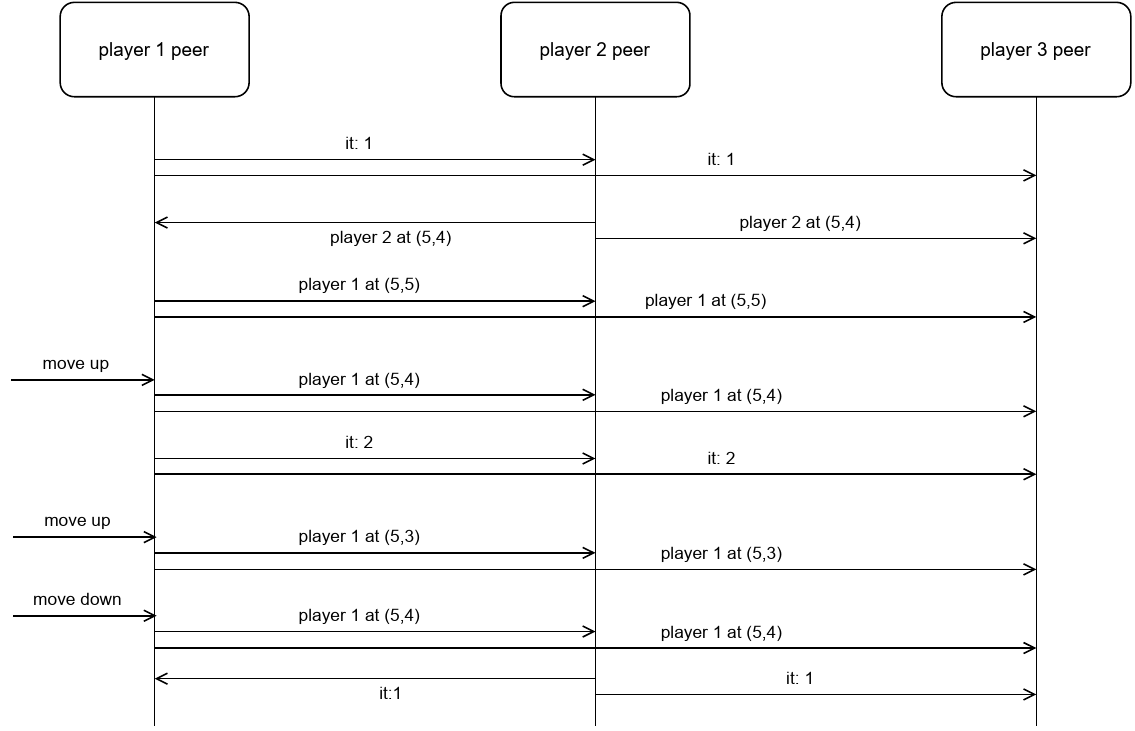 player 1 peer
player 2 peer
player 3 peer
it: 1
it: 1
player 2 at (5,4)
player 2 at (5,4)
player 1 at (5,5)
player 1 at (5,5)
move up
player 1 at (5,4)
player 1 at (5,4)
it: 2
it: 2
move up
player 1 at (5,3)
player 1 at (5,3)
move down
player 1 at (5,4)
player 1 at (5,4)
it: 1
it:1